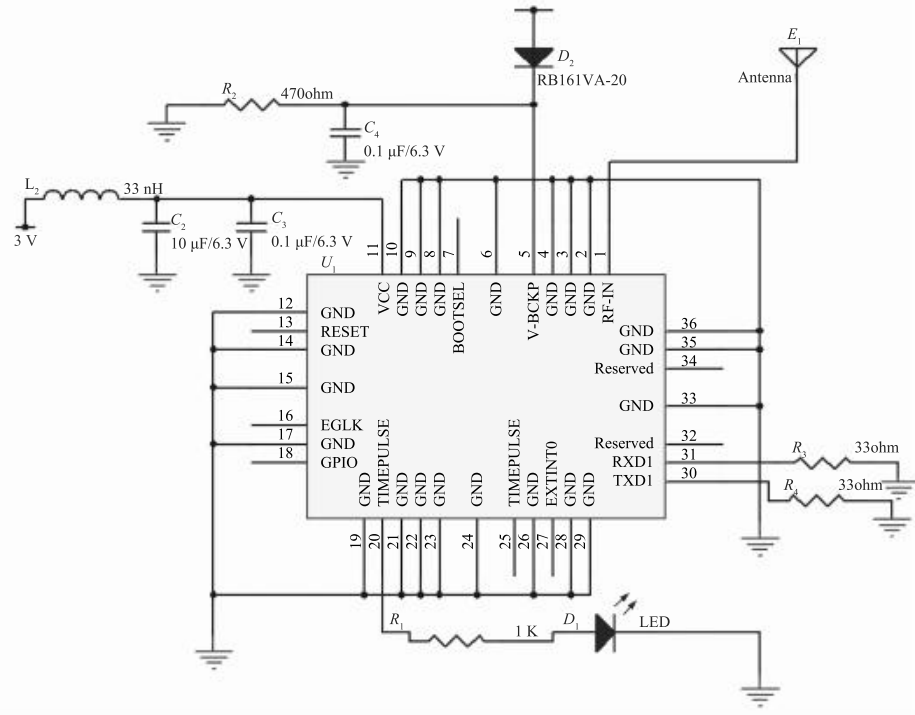 E1
D2
RB161VA-20
Antenna
R2
470ohm
C4
0.1 μF/6.3 V
L2
33 nH
C2
10 μF/6.3 V
C3
0.1 μF/6.3 V
3 V
U1
11
10
9
8
7
6
5
4
3
2
1
VCC
GND
GND
GND
BOOTSEL
GND
V-BCKP
GND
GND
GND
RF-IN
12
GND
13
RESET
14
GND
15
GND
16
EGLK
17
GND
18
GPIO
GND
36
GND
35
Reserved
34
GND
33
Reserved
32
RXD1
31
TXD1
30
R3
33ohm
R4
33ohm
GND
TIMEPULSE
GND
GND
GND
GND
TIMEPULSE
GND
EXTINT0
GND
GND
19
20
21
22
23
24
25
26
27
28
29
R1
1 K
D1
LED